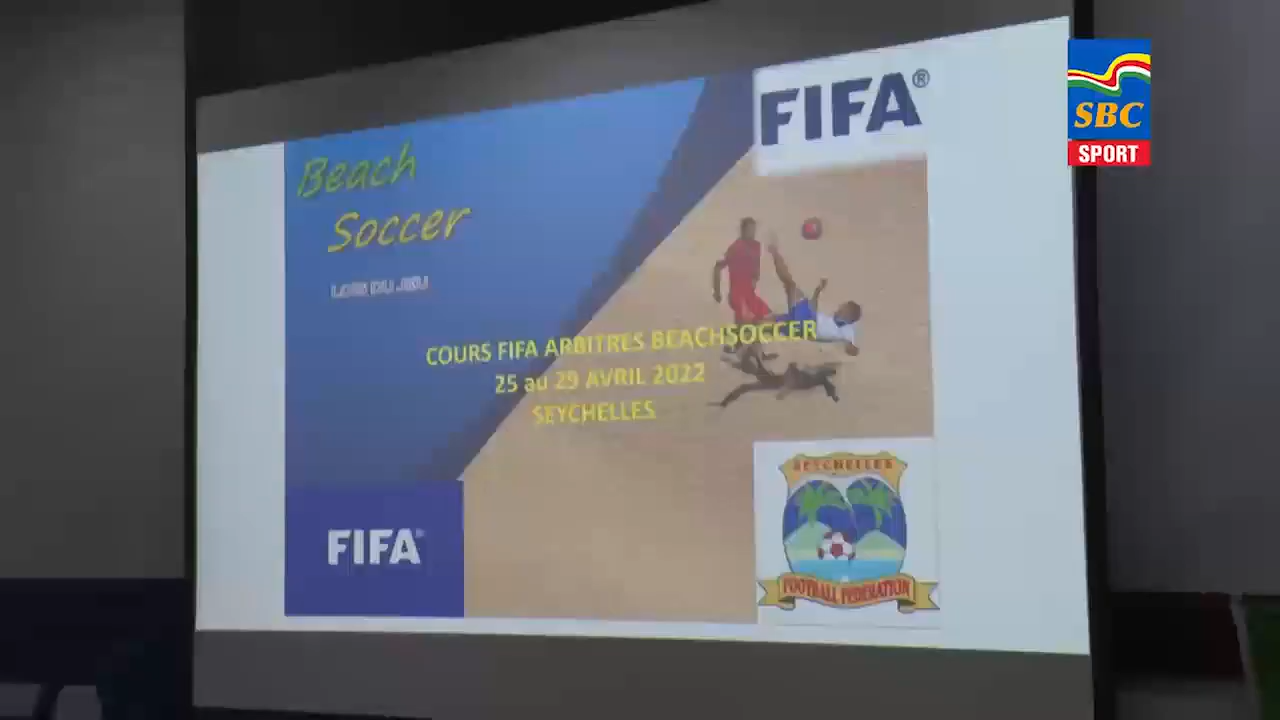 FIFA®
SBC
SPORT
Beach
Soccer
LOIS DU JEU
COURS FIFA ARBITRES BEACHSOCCER
25 au 29 AVRIL 2022
SEYCHELLES
SEYCHELLES
FOOTBALL FEDERATION
FIFA®